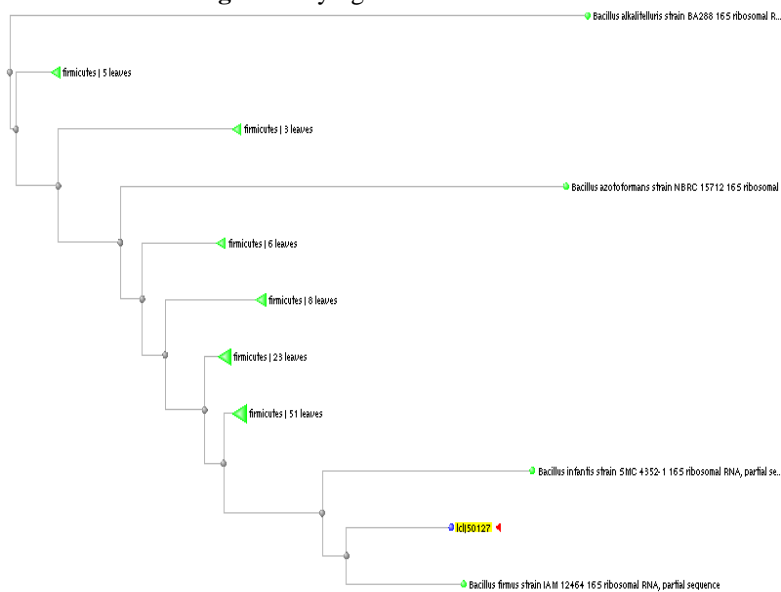 Bacillus alkalitelluris strain BA288 16S ribosomal R...
firmicutes | 5 leaves
firmicutes | 3 leaves
Bacillus azotoformans strain NBRC 15712 16S ribosomal
firmicutes | 6 leaves
firmicutes | 8 leaves
firmicutes | 23 leaves
firmicutes | 51 leaves
Bacillus infantis strain SMC 4352-1 16S ribosomal RNA, partial se...
lcl|50127
Bacillus firmus strain IAM 12464 16S ribosomal RNA, partial sequence